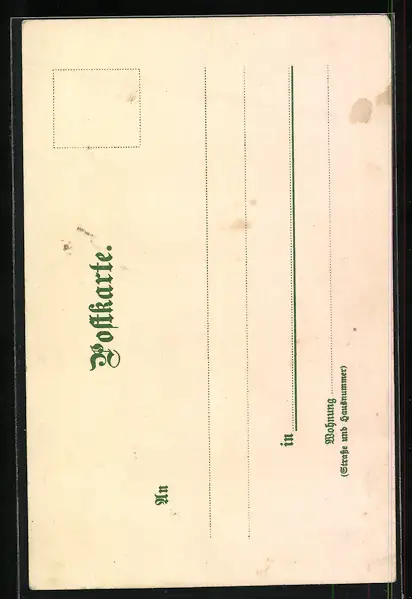 Postkarte.
An
in
Wohnung
(Straße und Hausnummer)